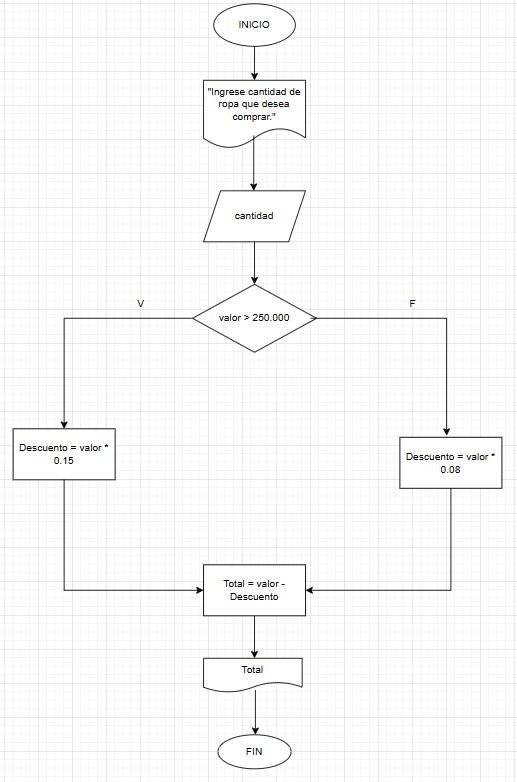 INICIO
"Ingrese cantidad de
ropa que desea
comprar."
cantidad
valor > 250.000
V
F
Descuento = valor *
0.15
Descuento = valor *
0.08
Total = valor -
Descuento
Total
FIN